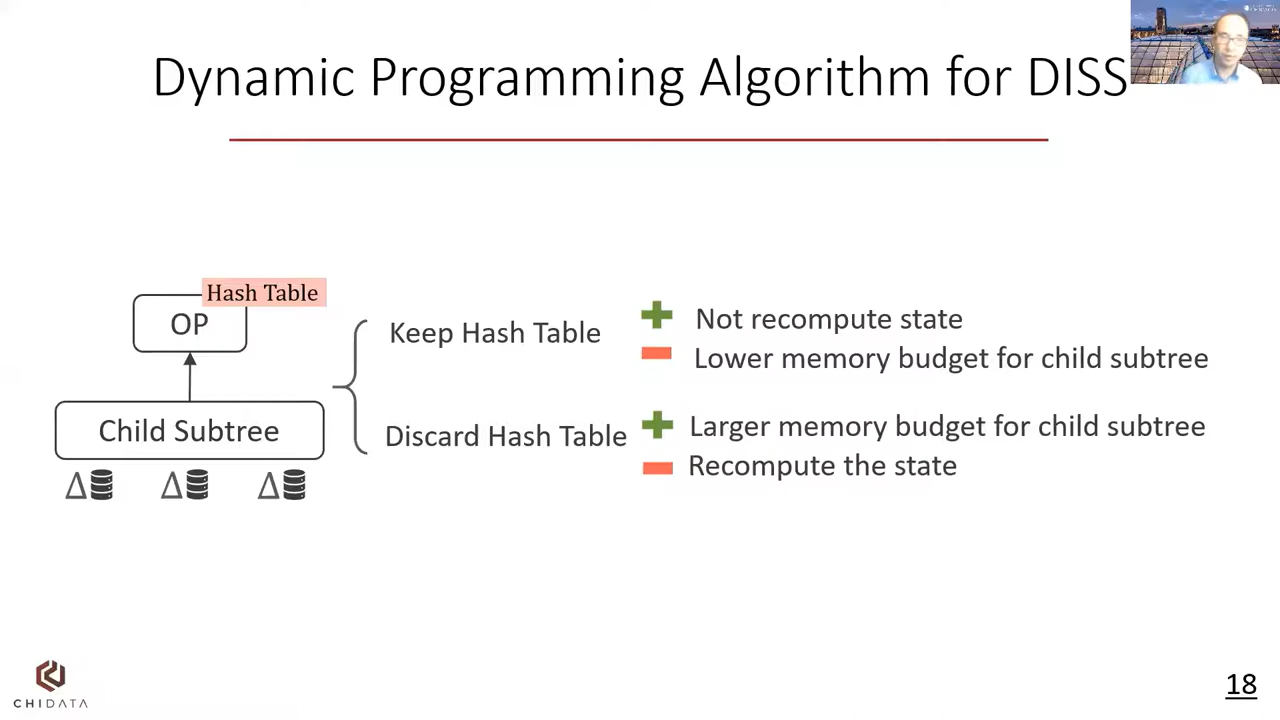 Dynamic Programming Algorithm for DISS
Hash Table
OP
Child Subtree
Δ Δ Δ
Keep Hash Table
Not recompute state
Lower memory budget for child subtree
Discard Hash Table
Larger memory budget for child subtree
Recompute the state
CHIDATA
18